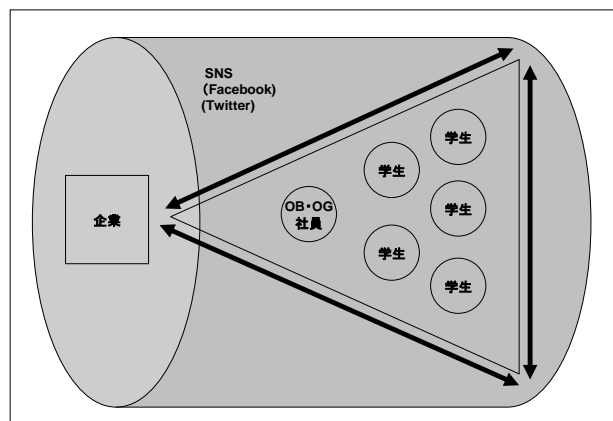 SNS
（Facebook)
(Twitter)
企業
OB・OG
社員
学生
学生
学生
学生
学生